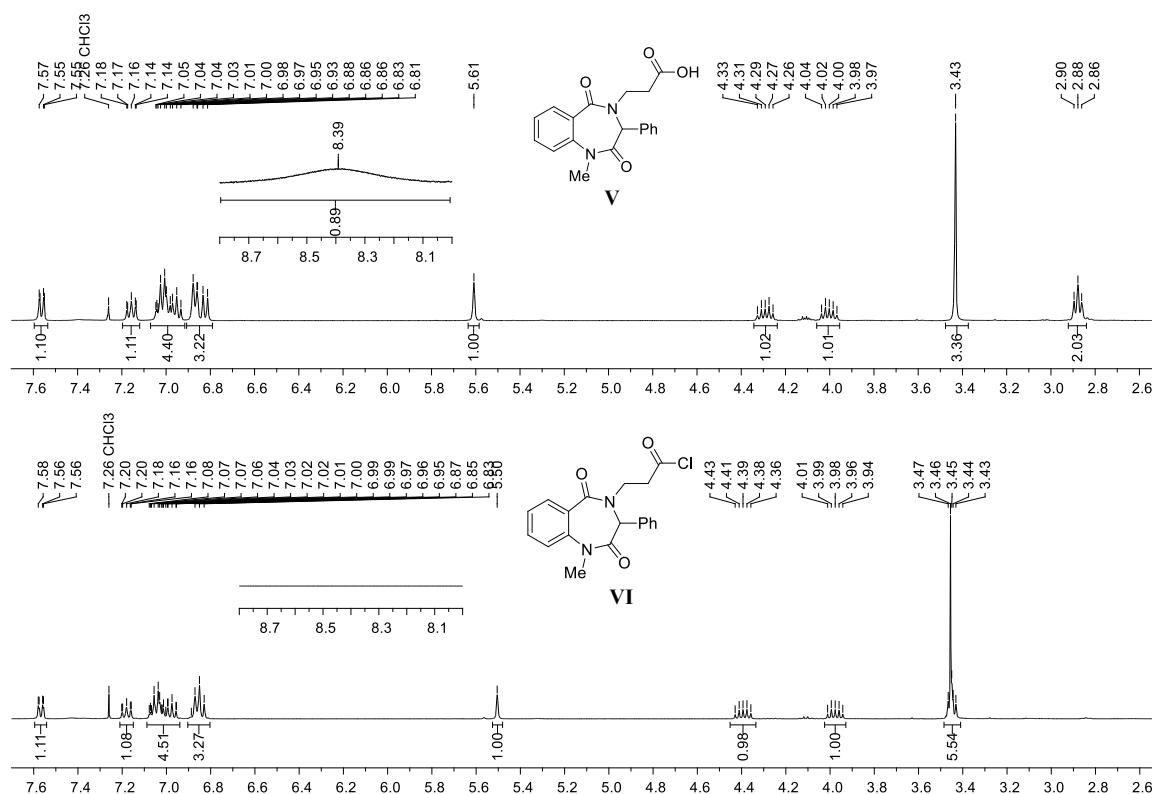 7.57 7.55 7.55 7.26 CHCl3 7.18 7.17 7.16 7.14 7.14 7.05 7.04 7.04 7.03 7.01 7.00 6.98 6.97 6.95 6.93 6.88 6.86 6.86 6.83 6.81 5.61 4.33 4.31 4.29 4.27 4.26 4.04 4.02 4.00 3.98 3.97 3.43 2.90 2.88 2.86
O
OH
O
N
Ph
N
O
Me
V
8.39
0.89
8.7 8.5 8.3 8.1
1.10 1.11 4.40 3.22 1.00 1.02 1.01 3.36 2.03
7.6 7.4 7.2 7.0 6.8 6.6 6.4 6.2 6.0 5.8 5.6 5.4 5.2 5.0 4.8 4.6 4.4 4.2 4.0 3.8 3.6 3.4 3.2 3.0 2.8 2.6
7.58 7.56 7.56 7.26 CHCl3 7.20 7.20 7.18 7.16 7.16 7.08 7.07 7.07 7.06 7.04 7.03 7.02 7.02 7.01 7.00 6.99 6.99 6.97 6.96 6.95 6.87 6.85 6.83 5.50 4.43 4.41 4.39 4.38 4.36 4.01 3.99 3.98 3.96 3.94 3.47 3.46 3.45 3.44 3.43
O
Cl
O
N
Ph
N
O
Me
VI
8.7 8.5 8.3 8.1
1.11 1.08 4.51 3.27 1.00 0.98 1.00 5.54
7.6 7.4 7.2 7.0 6.8 6.6 6.4 6.2 6.0 5.8 5.6 5.4 5.2 5.0 4.8 4.6 4.4 4.2 4.0 3.8 3.6 3.4 3.2 3.0 2.8 2.6